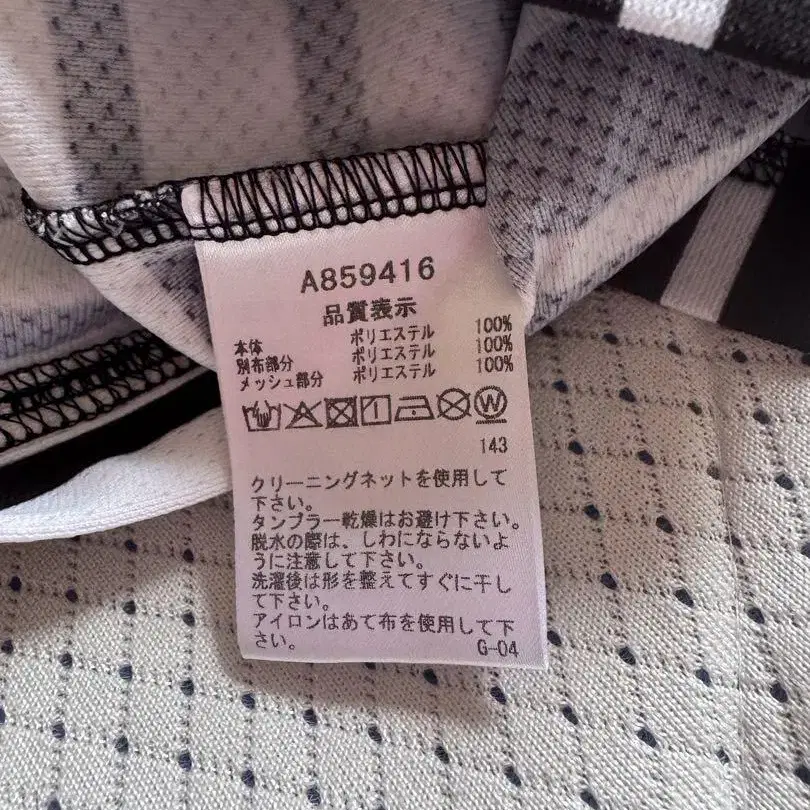 A859416
品質表示
本体 ポリエステル 100%
別布部分 ポリエステル 100%
メッシュ部分 ポリエステル 100%
W
143
クリーニングネットを使用して
下さい。
タンブラー乾燥はお避け下さい。
脱水の際は、しわにならないよ
うに注意して下さい。
洗濯後は形を整えてすぐに干し
て下さい。
アイロンはあて布を使用して下
さい。
G-04